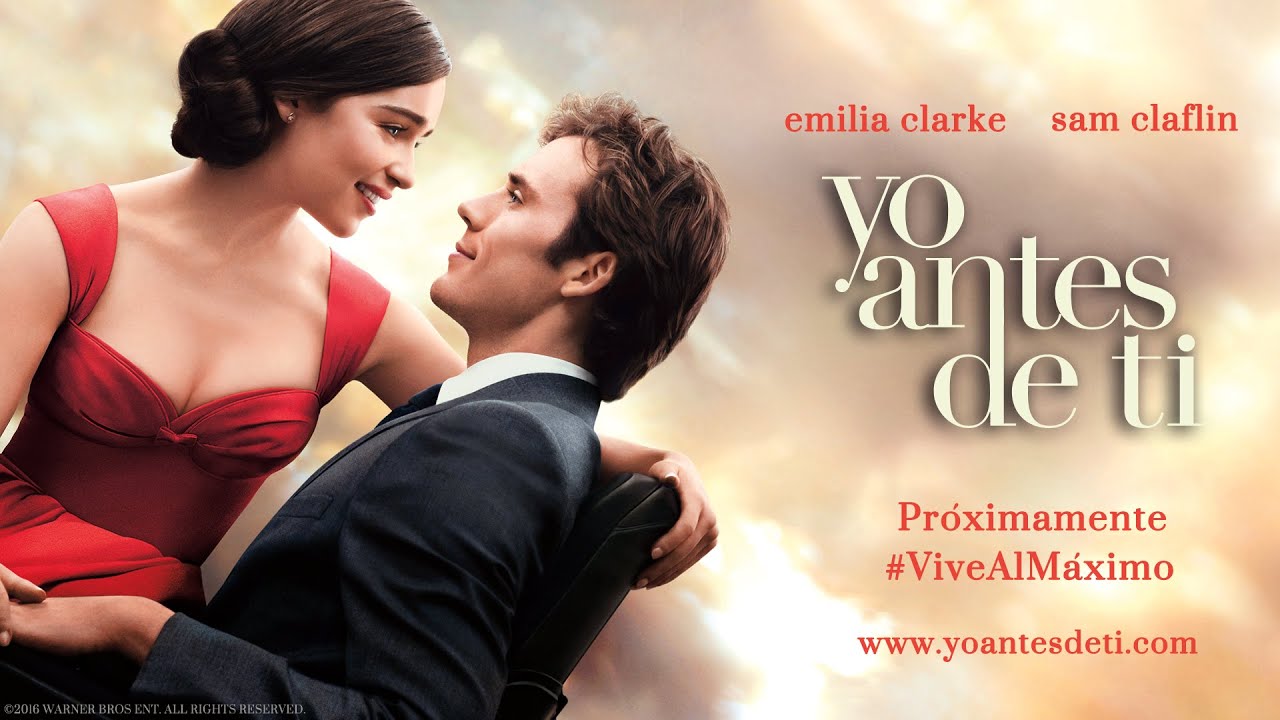 emilia clarke sam claflin
yo
antes
de ti
Próximamente
#ViveAlMáximo
www.yoantesdeti.com
©2016 WARNER BROS ENT. ALL RIGHTS RESERVED.